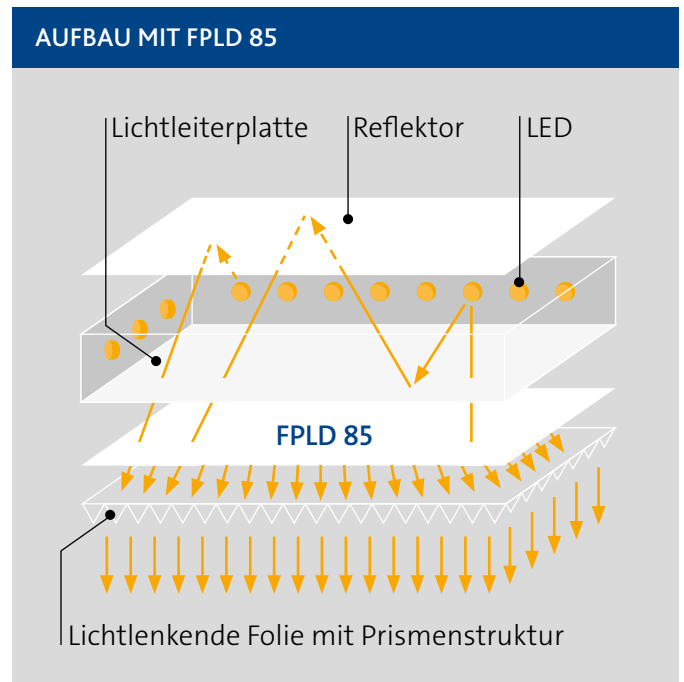 AUFBAU MIT FPLD 85
Lichtleiterplatte
Reflektor
LED
FPLD 85
Lichtlenkende Folie mit Prismenstruktur